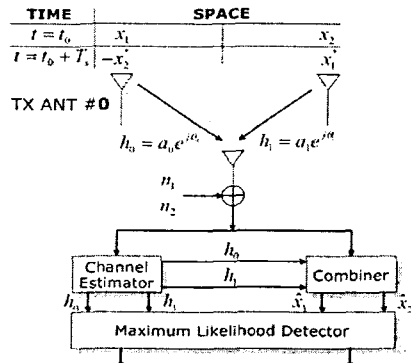 TIME SPACE
t = t₀ x₁ x₂
t = t₀ + Tₛ −x₂* x₁*
TX ANT #0
h₀ = a₀e^{jθ₀} h₁ = a₁e^{jθ₁}
n₁
n₂
h₀
Channel Estimator h₁ Combiner
h₀ h₁ x̂₁ x̂₂
Maximum Likelihood Detector